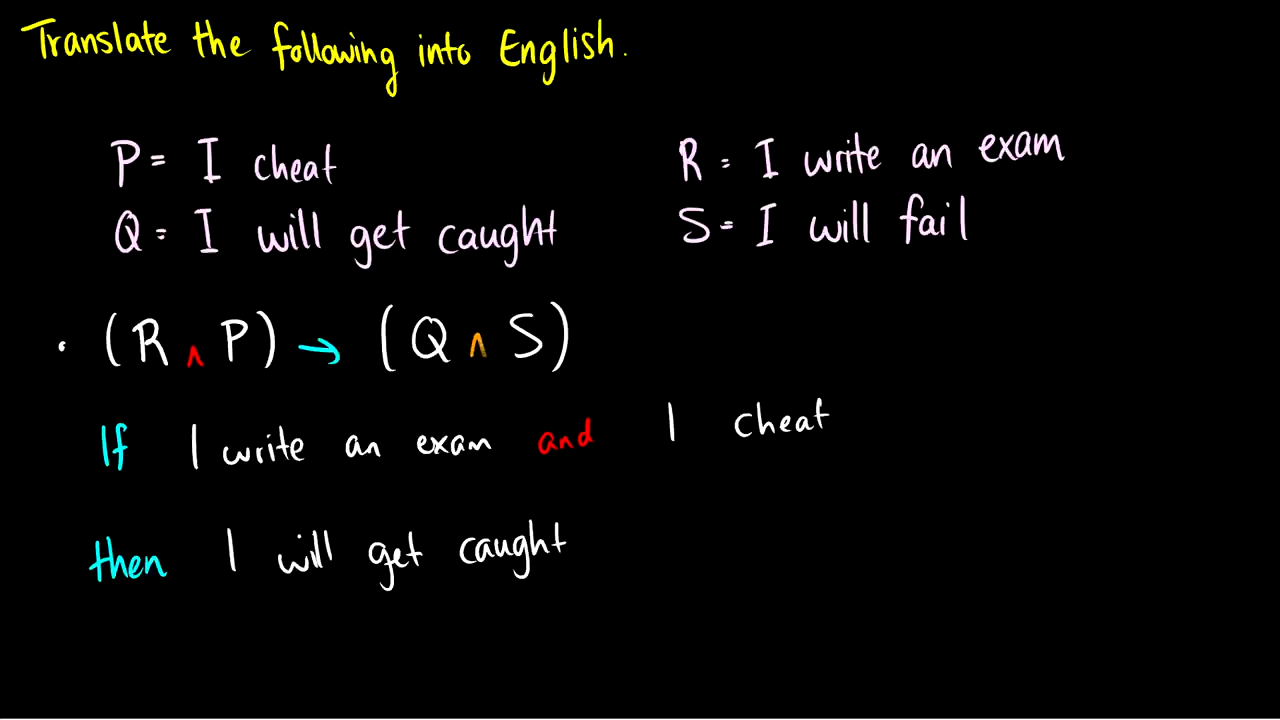 Translate the following into English.
P = I cheat
Q = I will get caught
R = I write an exam
S = I will fail
• (R ∧ P) → (Q ∧ S)
If I write an exam and I cheat
then I will get caught